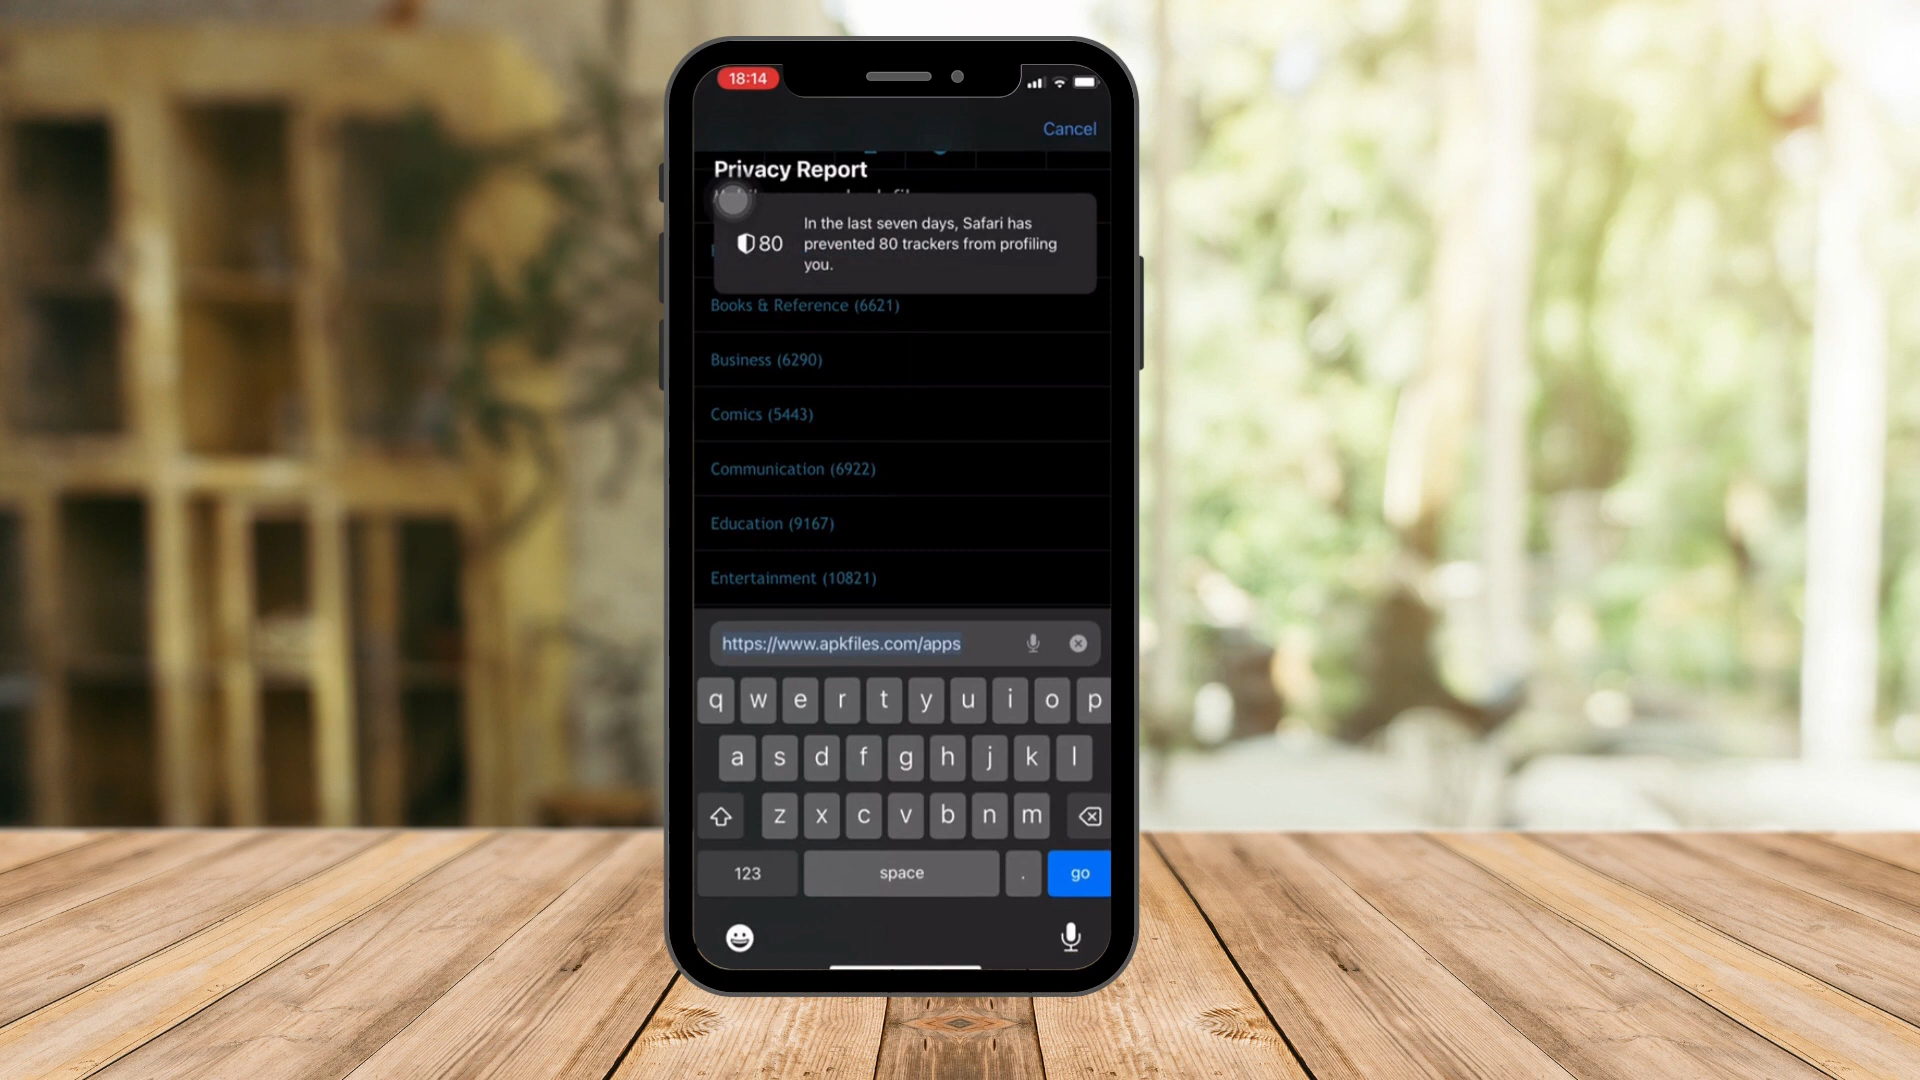 18:14
Cancel
Privacy Report
80
In the last seven days, Safari has
prevented 80 trackers from profiling
you.
Books & Reference (6621)
Business (6290)
Comics (5443)
Communication (6922)
Education (9167)
Entertainment (10821)
https://www.apkfiles.com/apps
q w e r t y u i o p
a s d f g h j k l
z x c v b n m
123 space . go